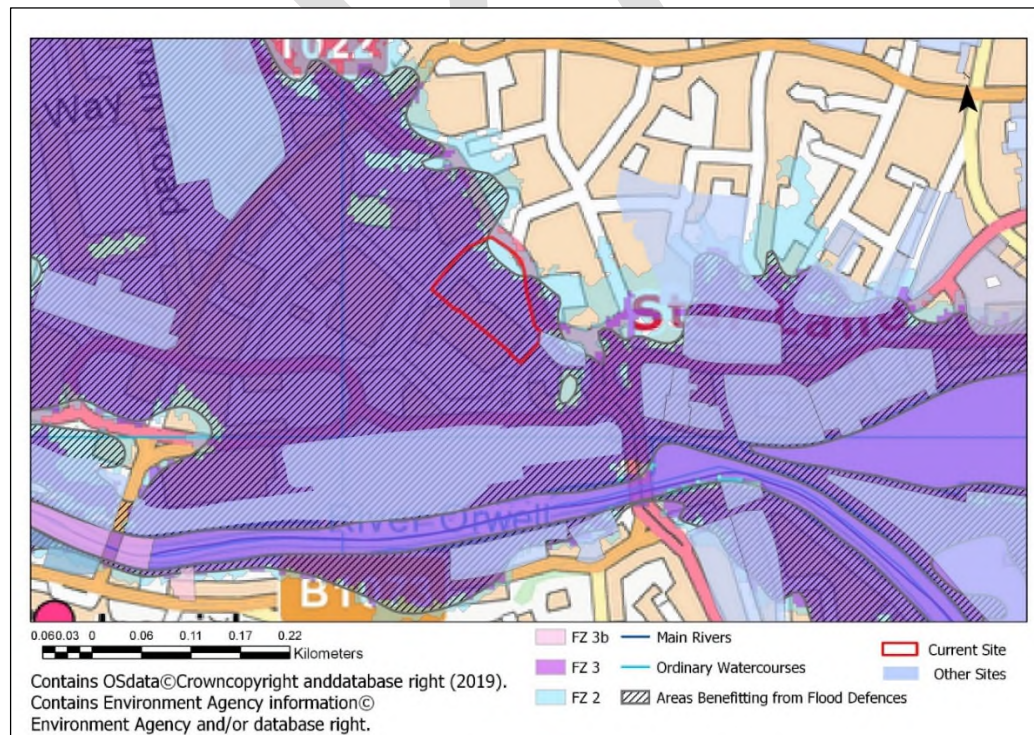 Way
River Orwell
0.060.03 0 0.06 0.11 0.17 0.22
Kilometers
Contains OSdata©Crowncopyright anddatabase right (2019).
Contains Environment Agency information©
Environment Agency and/or database right.
FZ 3b
FZ 3
FZ 2
Main Rivers
Ordinary Watercourses
Areas Benefitting from Flood Defences
Current Site
Other Sites